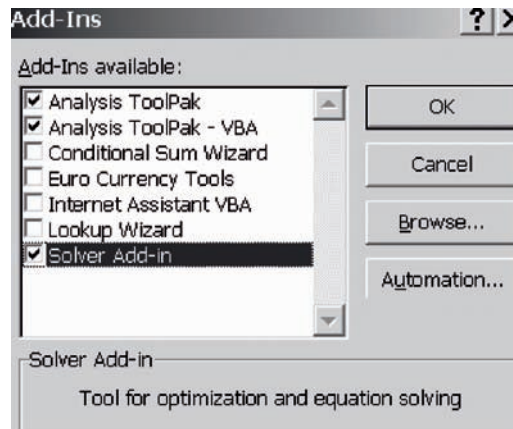 Add-Ins
Add-Ins available:
Analysis ToolPak
Analysis ToolPak - VBA
Conditional Sum Wizard
Euro Currency Tools
Internet Assistant VBA
Lookup Wizard
Solver Add-in
OK
Cancel
Browse...
Automation...
Solver Add-in
Tool for optimization and equation solving